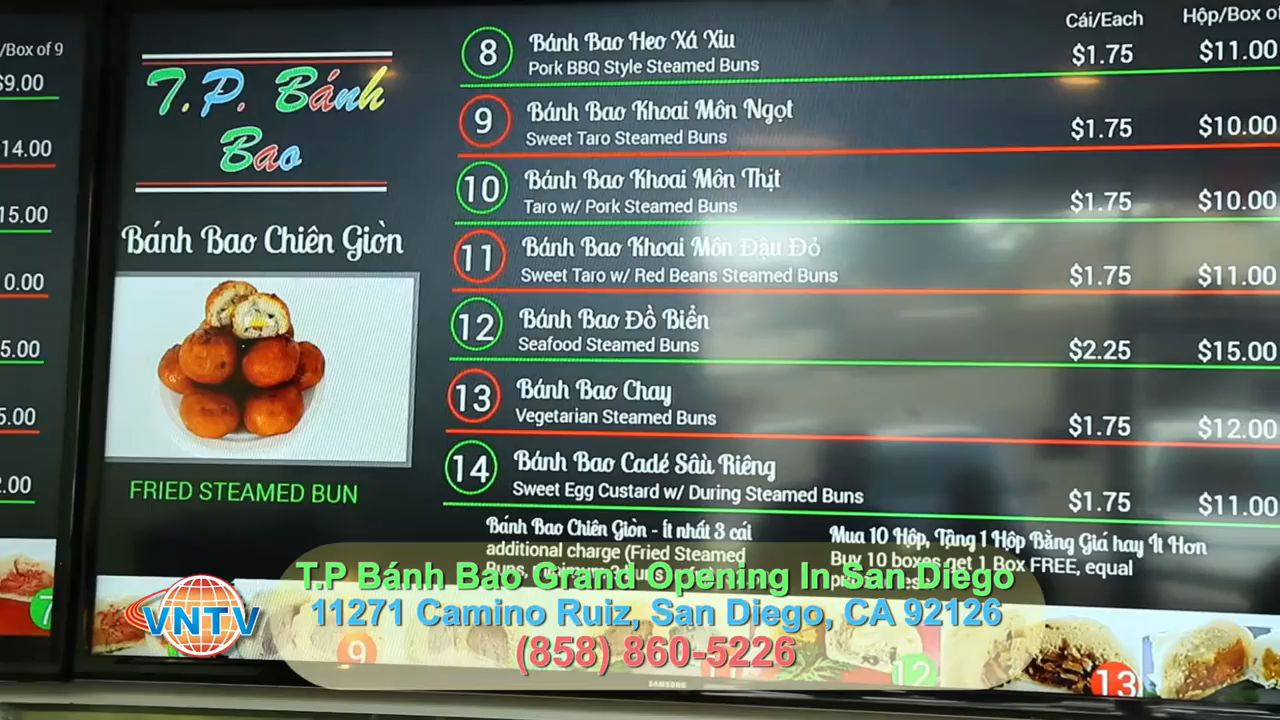 /Box of 9
$9.00
14.00
15.00
0.00
5.00
5.00
2.00
7
T.P. Bánh
Bao
Bánh Bao Chiên Giòn
FRIED STEAMED BUN
Cái/Each
Hộp/Box of
8
Bánh Bao Heo Xá Xíu
Pork BBQ Style Steamed Buns
$1.75
$11.00
9
Bánh Bao Khoai Môn Ngọt
Sweet Taro Steamed Buns
$1.75
$10.00
10
Bánh Bao Khoai Môn Thịt
Taro w/ Pork Steamed Buns
$1.75
$10.00
11
Bánh Bao Khoai Môn Đậu Đỏ
Sweet Taro w/ Red Beans Steamed Buns
$1.75
$11.00
12
Bánh Bao Đồ Biển
Seafood Steamed Buns
$2.25
$15.00
13
Bánh Bao Chay
Vegetarian Steamed Buns
$1.75
$12.00
14
Bánh Bao Cadé Sâù Riêng
Sweet Egg Custard w/ During Steamed Buns
$1.75
$11.00
Bánh Bao Chiên Giòn - Ít nhất 3 cái
additional charge (Fried Steamed
Mua 10 Hộp, Tặng 1 Hộp Bằng Giá hay Ít Hơn
Buy 10 boxes get 1 Box FREE, equal
T.P Bánh Bao Grand Opening In San Diego
11271 Camino Ruiz, San Diego, CA 92126
(858) 860-5226
VNTV
9
12
13
SAMSUNG